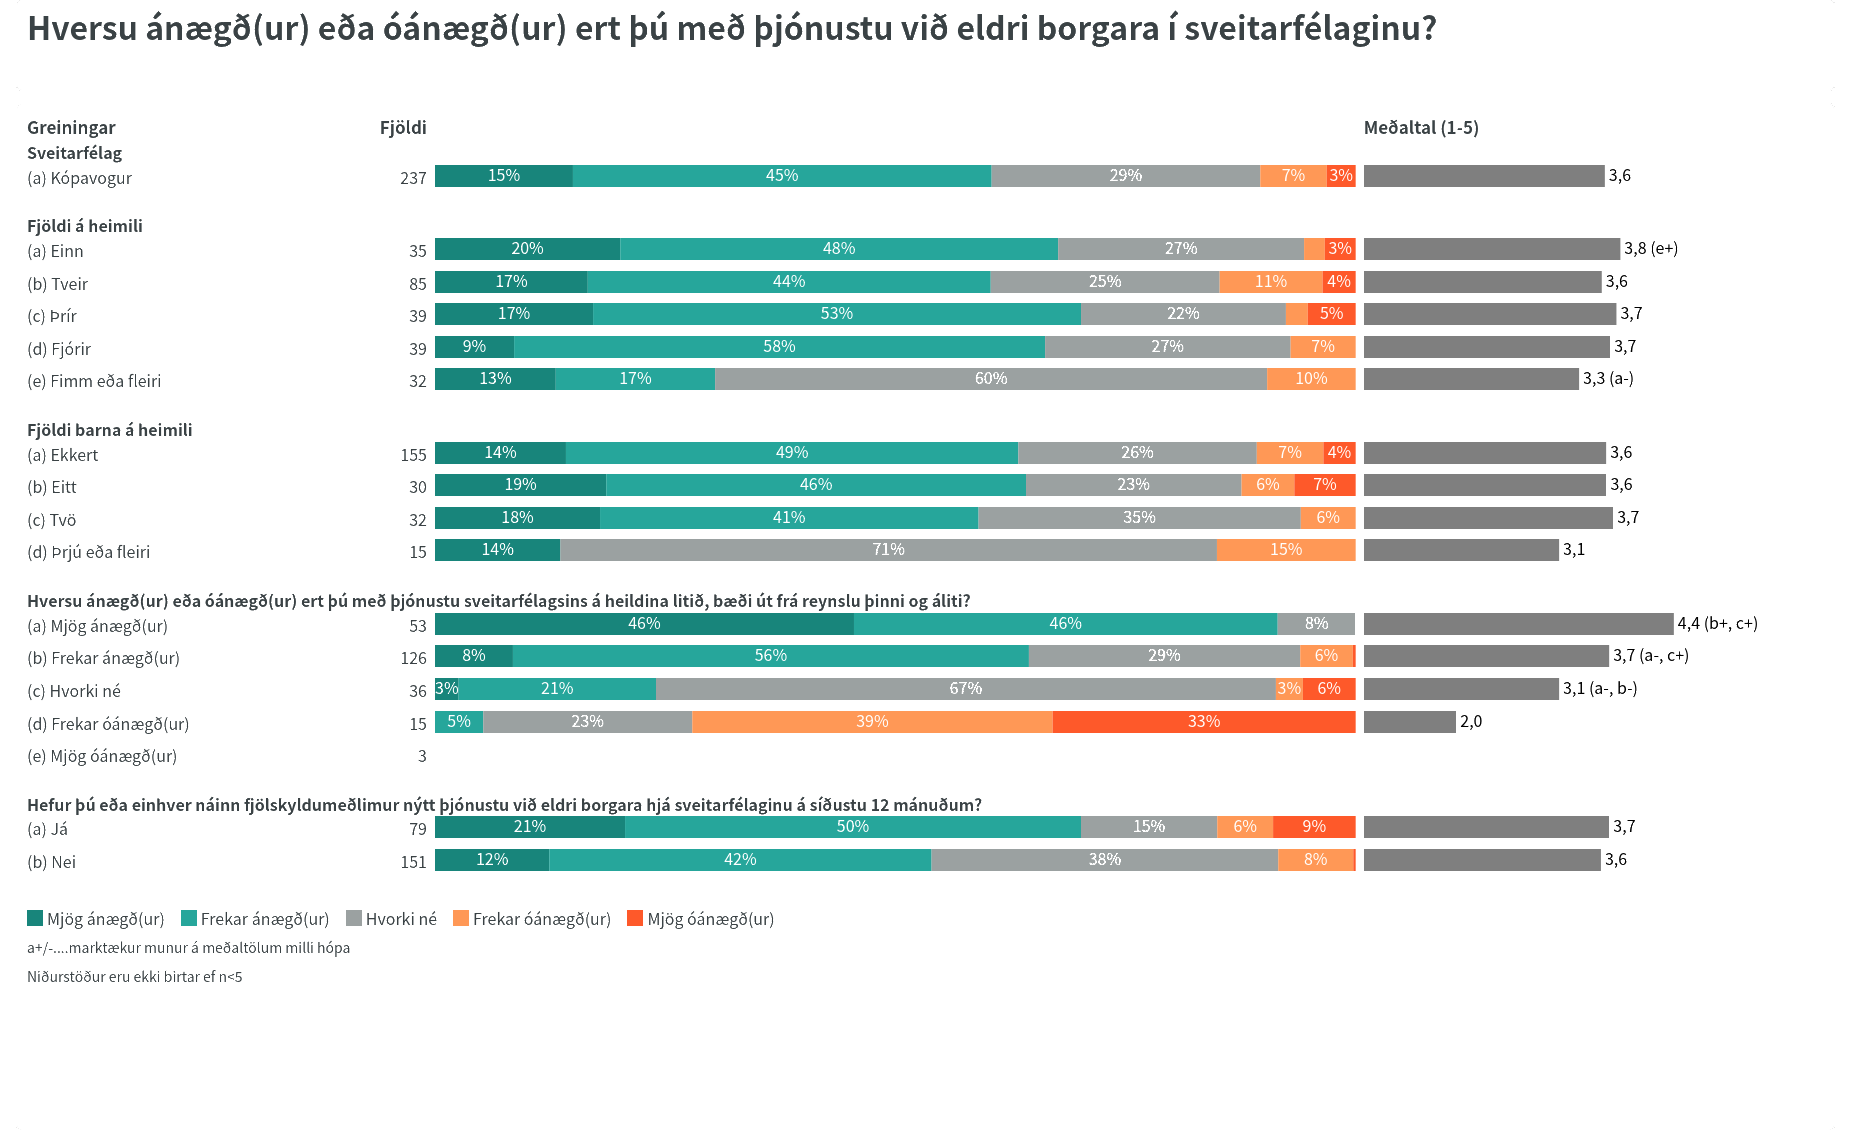 Hversu ánægð(ur) eða óánægð(ur) ert þú með þjónustu við eldri borgara í sveitarfélaginu?
Greiningar Fjöldi Meðaltal (1-5)
Sveitarfélag
(a) Kópavogur 237 15% 45% 29% 7% 3% 3,6
Fjöldi á heimili
(a) Einn 35 20% 48% 27% 3% 3,8 (e+)
(b) Tveir 85 17% 44% 25% 11% 4% 3,6
(c) Þrír 39 17% 53% 22% 5% 3,7
(d) Fjórir 39 9% 58% 27% 7% 3,7
(e) Fimm eða fleiri 32 13% 17% 60% 10% 3,3 (a-)
Fjöldi barna á heimili
(a) Ekkert 155 14% 49% 26% 7% 4% 3,6
(b) Eitt 30 19% 46% 23% 6% 7% 3,6
(c) Tvö 32 18% 41% 35% 6% 3,7
(d) Þrjú eða fleiri 15 14% 71% 15% 3,1
Hversu ánægð(ur) eða óánægð(ur) ert þú með þjónustu sveitarfélagsins á heildina litið, bæði út frá reynslu þinni og áliti?
(a) Mjög ánægð(ur) 53 46% 46% 8% 4,4 (b+, c+)
(b) Frekar ánægð(ur) 126 8% 56% 29% 6% 3,7 (a-, c+)
(c) Hvorki né 36 3% 21% 67% 3% 6% 3,1 (a-, b-)
(d) Frekar óánægð(ur) 15 5% 23% 39% 33% 2,0
(e) Mjög óánægð(ur) 3
Hefur þú eða einhver náinn fjölskyldumeðlimur nýtt þjónustu við eldri borgara hjá sveitarfélaginu á síðustu 12 mánuðum?
(a) Já 79 21% 50% 15% 6% 9% 3,7
(b) Nei 151 12% 42% 38% 8% 3,6
Mjög ánægð(ur) Frekar ánægð(ur) Hvorki né Frekar óánægð(ur) Mjög óánægð(ur)
a+/-....marktækur munur á meðaltölum milli hópa
Niðurstöður eru ekki birtar ef n<5